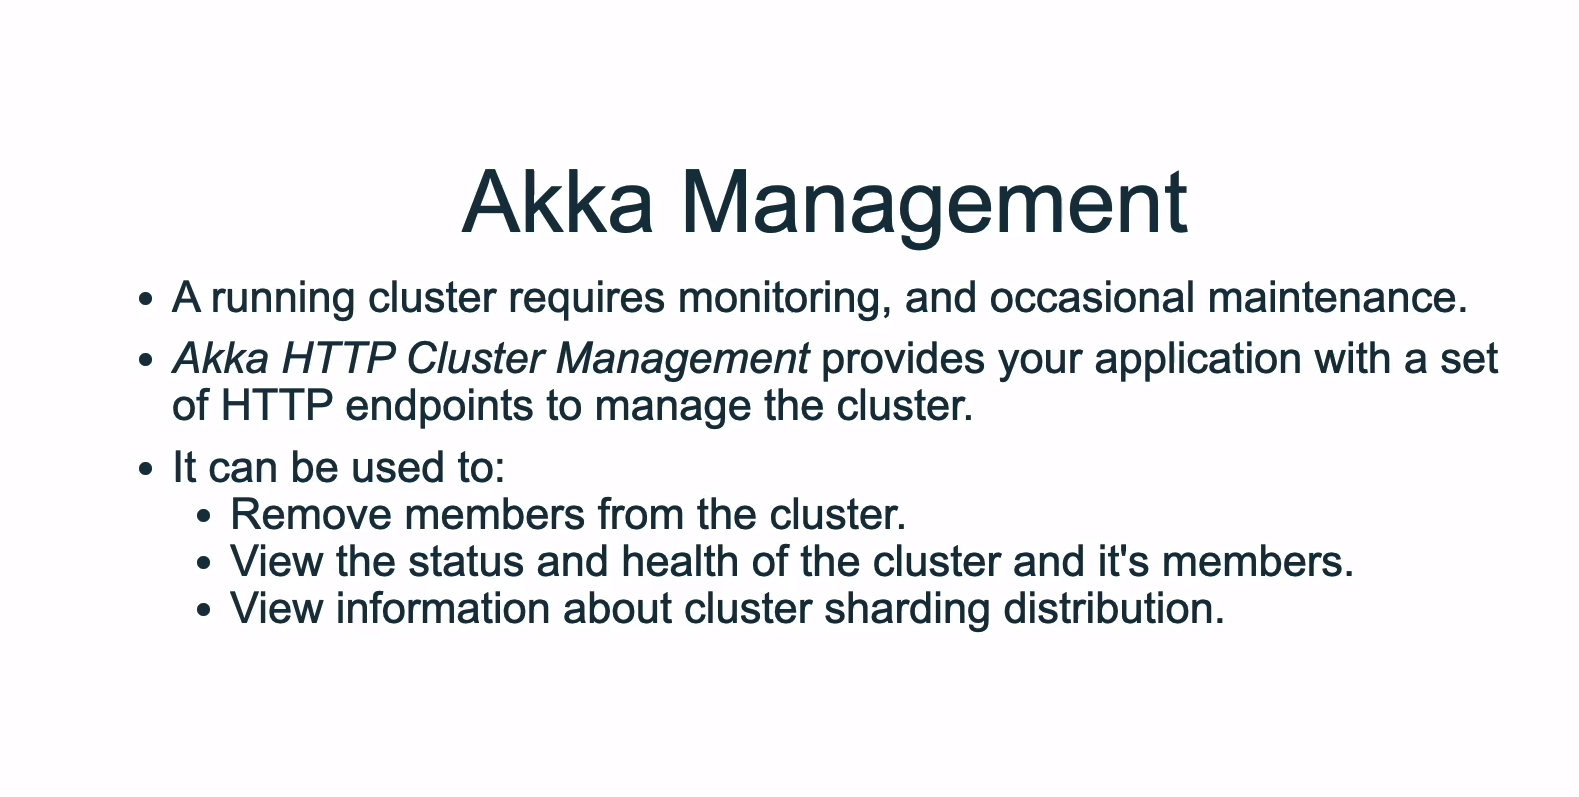 Akka Management
• A running cluster requires monitoring, and occasional maintenance.
• Akka HTTP Cluster Management provides your application with a set
of HTTP endpoints to manage the cluster.
• It can be used to:
• Remove members from the cluster.
• View the status and health of the cluster and it's members.
• View information about cluster sharding distribution.